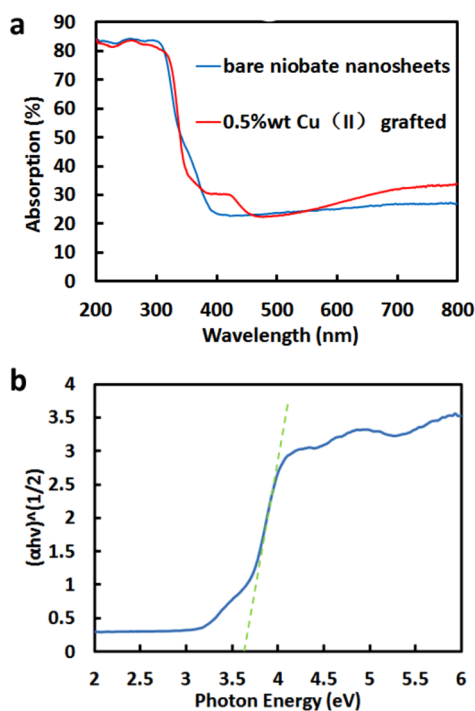 a
90
80
70
60
50
40
30
20
10
0
Absorption (%)
bare niobate nanosheets
0.5%wt Cu（II） grafted
200 300 400 500 600 700 800
Wavelength (nm)
b
4
3.5
3
2.5
2
1.5
1
0.5
0
(αhv)^(1/2)
2 2.5 3 3.5 4 4.5 5 5.5 6
Photon Energy (eV)